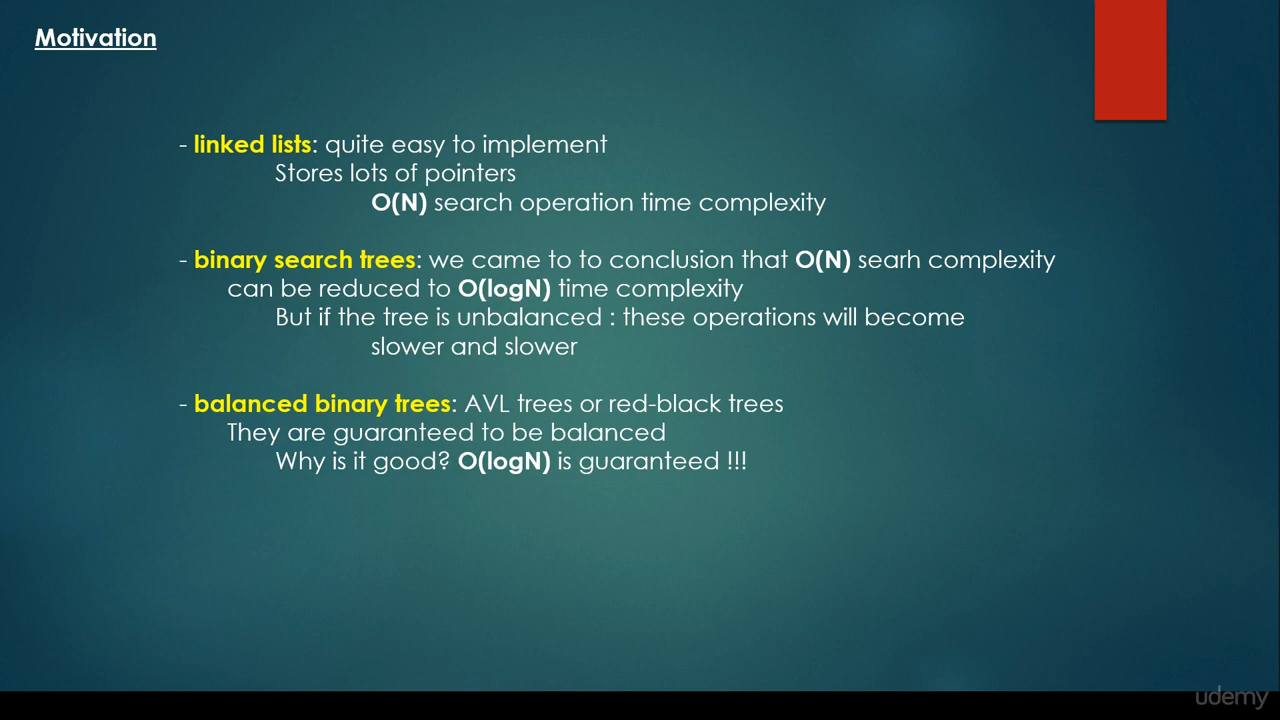 Motivation
- linked lists: quite easy to implement
Stores lots of pointers
O(N) search operation time complexity
- binary search trees: we came to to conclusion that O(N) searh complexity
can be reduced to O(logN) time complexity
But if the tree is unbalanced : these operations will become
slower and slower
- balanced binary trees: AVL trees or red-black trees
They are guaranteed to be balanced
Why is it good? O(logN) is guaranteed !!!
udemy